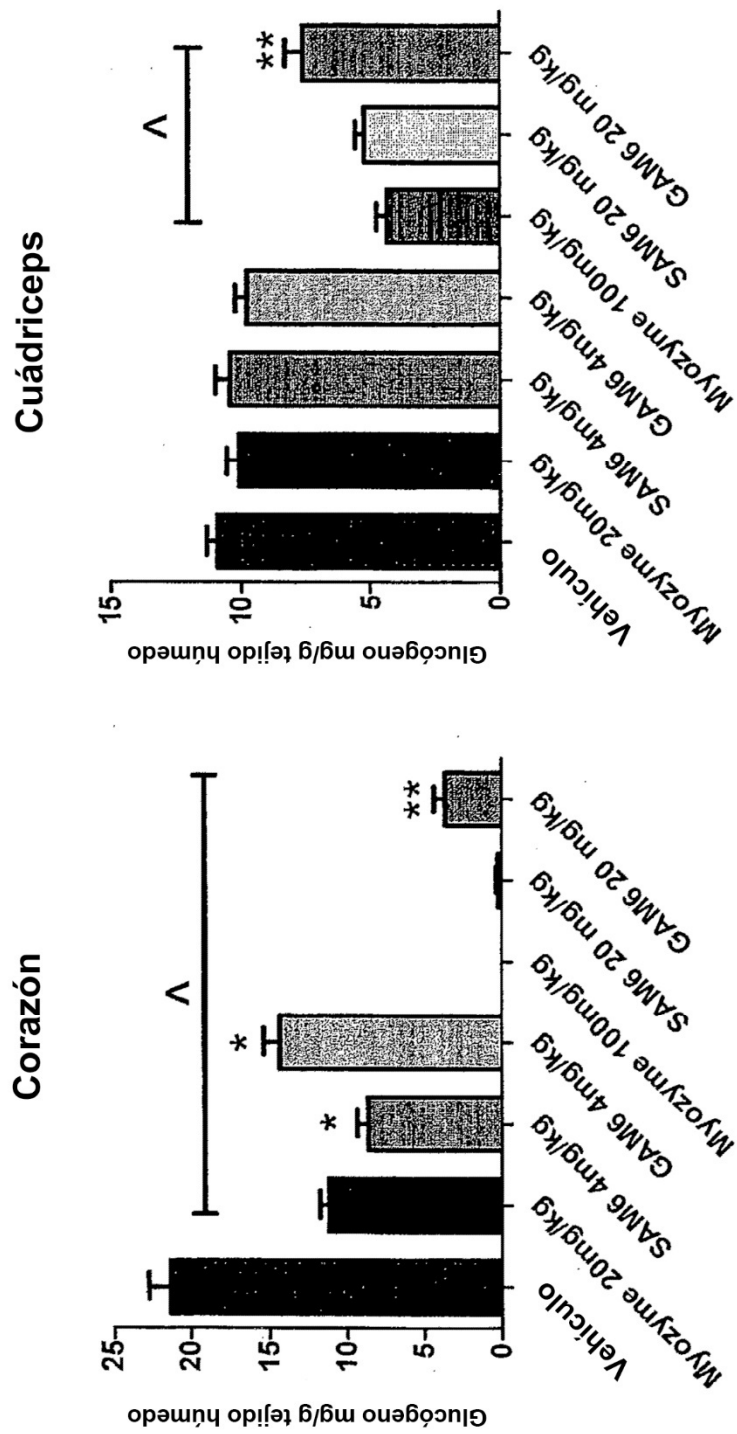 Corazón
Glucógeno mg/g tejido húmedo
25
20
15
10
5
0
V
*
*
**
Vehículo
Myozyme 20mg/kg
SAM6 4mg/kg
GAM6 4mg/kg
Myozyme 100mg/kg
SAM6 20 mg/kg
GAM6 20 mg/kg
Cuádriceps
Glucógeno mg/g tejido húmedo
15
10
5
0
V
**
Vehículo
Myozyme 20mg/kg
SAM6 4mg/kg
GAM6 4mg/kg
Myozyme 100mg/kg
SAM6 20 mg/kg
GAM6 20 mg/kg